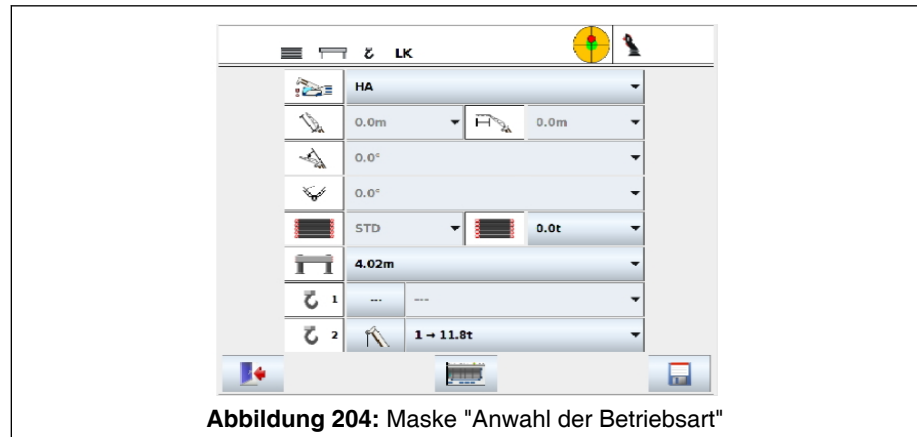 LK
HA
0.0m 0.0m
0.0°
0.0°
STD 0.0t
4.02m
1 --- ---
2 1 → 11.8t
Abbildung 204: Maske "Anwahl der Betriebsart"